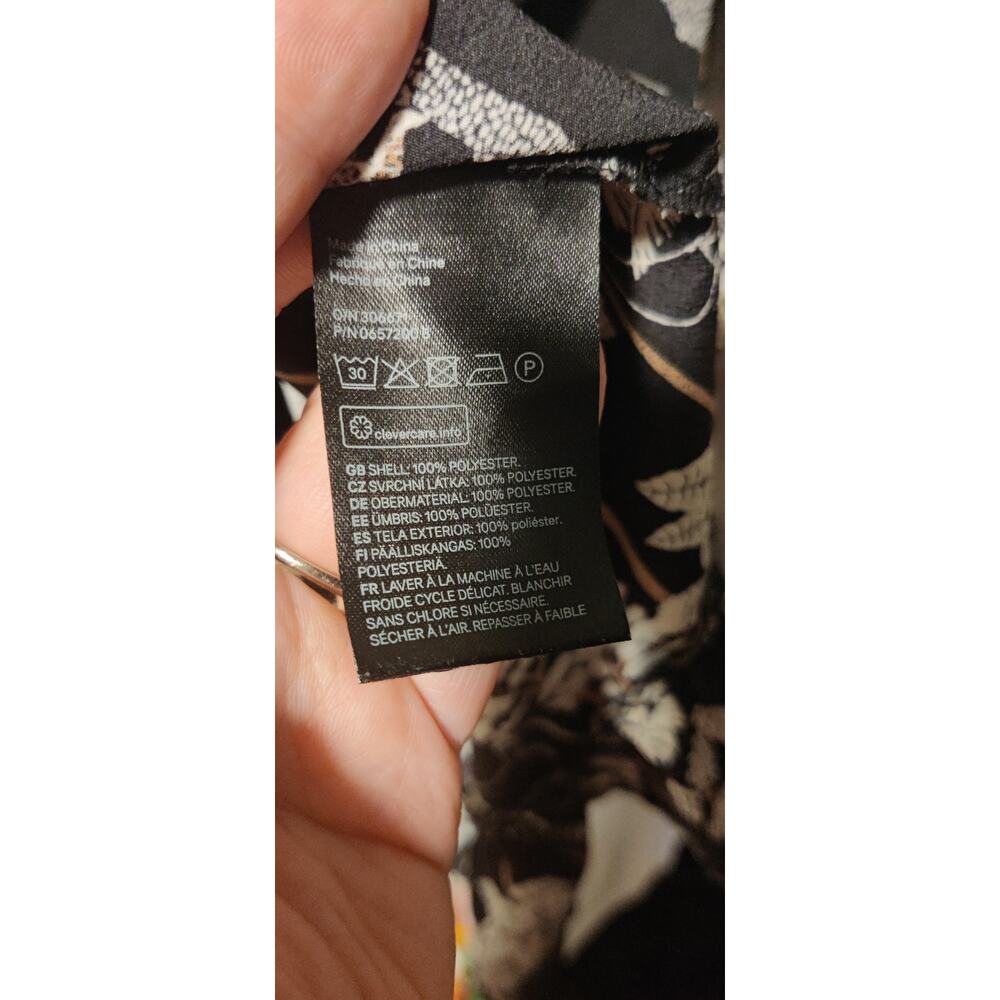 Made in China
Fabriqué en Chine
Hecho en China
O/N 30667
P/N
30
P
clevercare.info
GB SHELL: 100% POLYESTER.
CZ SVRCHNÍ LÁTKA: 100% POLYESTER.
DE OBERMATERIAL: 100% POLYESTER.
EE ÜMBRIS: 100% POLÜESTER.
ES TELA EXTERIOR: 100% poliéster.
FI PÄÄLLISKANGAS: 100%
POLYESTERIÄ.
FR LAVER À LA MACHINE À L'EAU
FROIDE CYCLE DÉLICAT. BLANCHIR
SANS CHLORE SI NÉCESSAIRE.
SÉCHER À L'AIR. REPASSER À FAIBLE